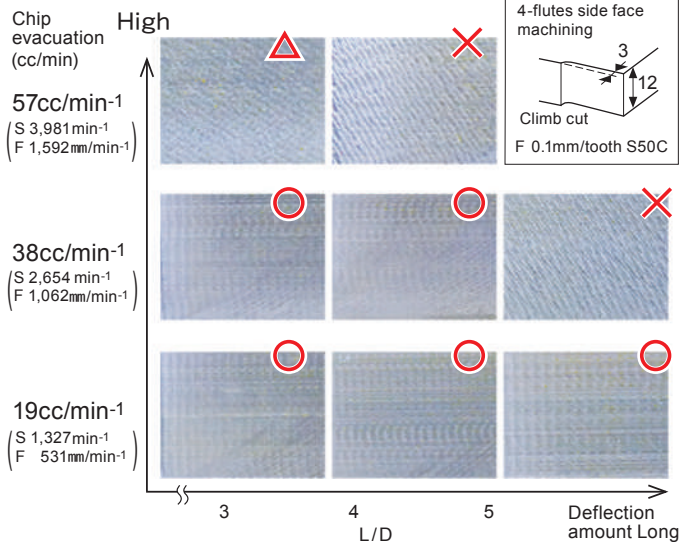 Chip
evacuation
(cc/min)
High
4-flutes side face
machining
3
12
Climb cut
F 0.1mm/tooth S50C
57cc/min-1
(S 3,981min-1
F 1,592mm/min-1)
38cc/min-1
(S 2,654min-1
F 1,062mm/min-1)
19cc/min-1
(S 1,327min-1
F 531mm/min-1)
3
4
5
Deflection
amount Long
L/D